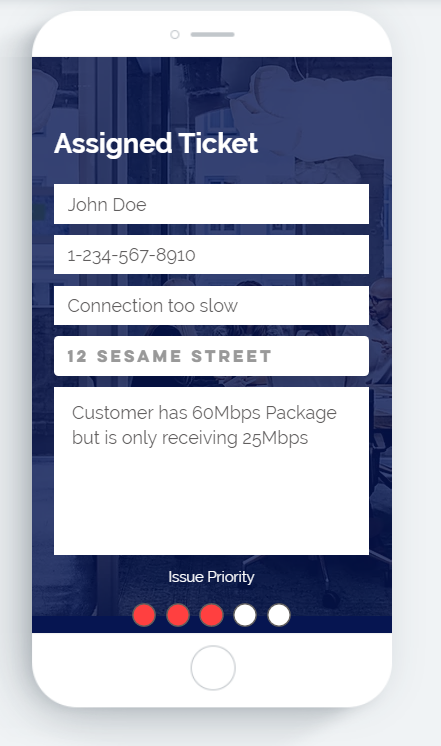 Assigned Ticket
John Doe
1-234-567-8910
Connection too slow
12 SESAME STREET
Customer has 60Mbps Package
but is only receiving 25Mbps
Issue Priority